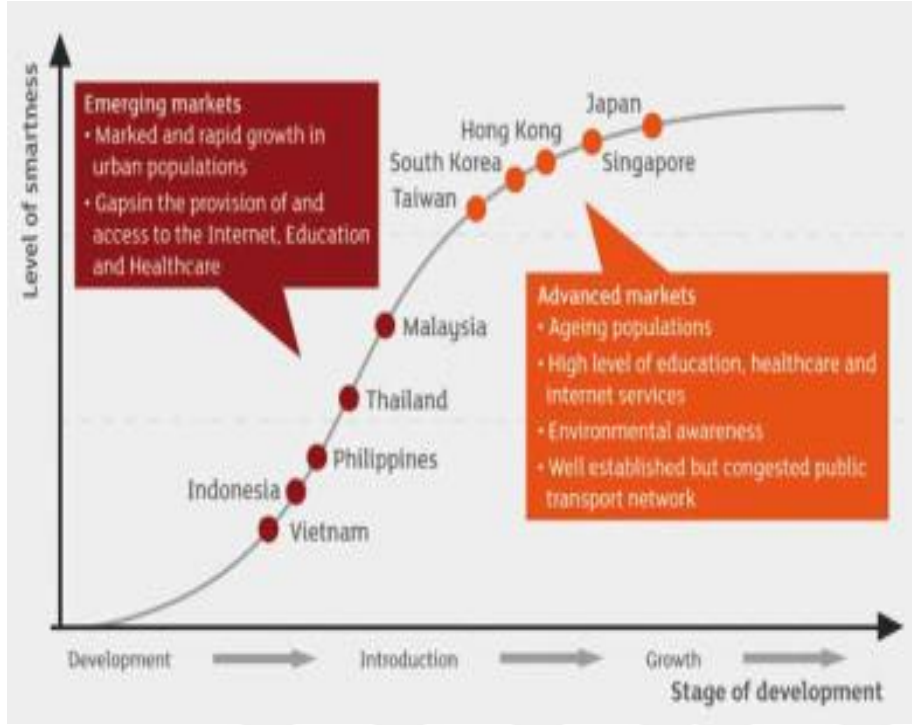 Level of smartness
Emerging markets
• Marked and rapid growth in
urban populations
• Gapsin the provision of and
access to the Internet, Education
and Healthcare
Japan
Hong Kong
South Korea
Singapore
Taiwan
Advanced markets
• Ageing populations
• High level of education, healthcare and
internet services
• Environmental awareness
• Well established but congested public
transport network
Malaysia
Thailand
Philippines
Indonesia
Vietnam
Development
Introduction
Growth
Stage of development